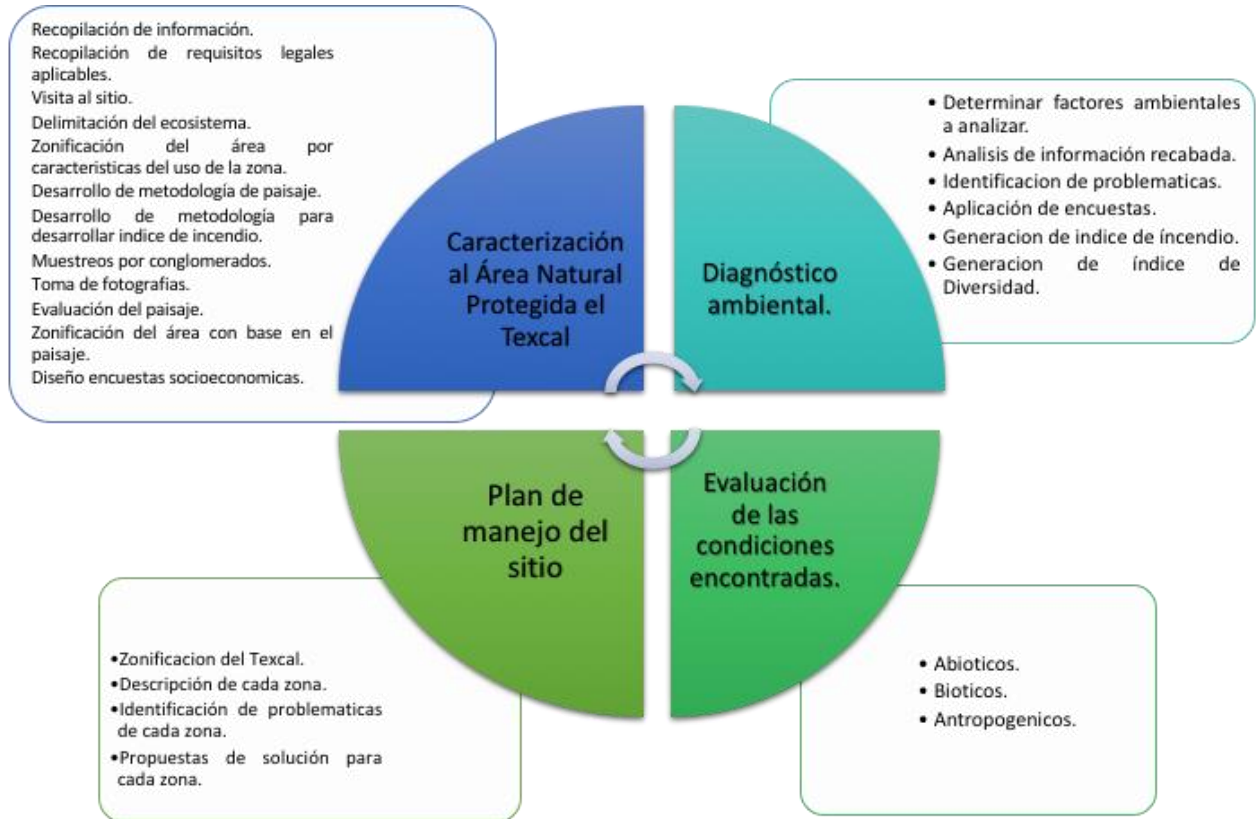 Recopilación de información.
Recopilación de requisitos legales
aplicables.
Visita al sitio.
Delimitación del ecosistema.
Zonificación del área por
caracteristicas del uso de la zona.
Desarrollo de metodología de paisaje.
Desarrollo de metodología para
desarrollar indice de incendio.
Muestreos por conglomerados.
Toma de fotografias.
Evaluación del paisaje.
Zonificación del área con base en el
paisaje.
Diseño encuestas socioeconomicas.
Caracterización
al Área Natural
Protegida el
Texcal
Diagnóstico
ambiental.
• Determinar factores ambientales
a analizar.
• Analisis de información recabada.
• Identificacion de problematicas.
• Aplicación de encuestas.
• Generacion de indice de íncendio.
• Generacion de índice de
Diversidad.
Plan de
manejo del
sitio
Evaluación
de las
condiciones
encontradas.
•Zonificacion del Texcal.
•Descripción de cada zona.
•Identificación de problematicas
de cada zona.
•Propuestas de solución para
cada zona.
• Abioticos.
• Bioticos.
• Antropogenicos.